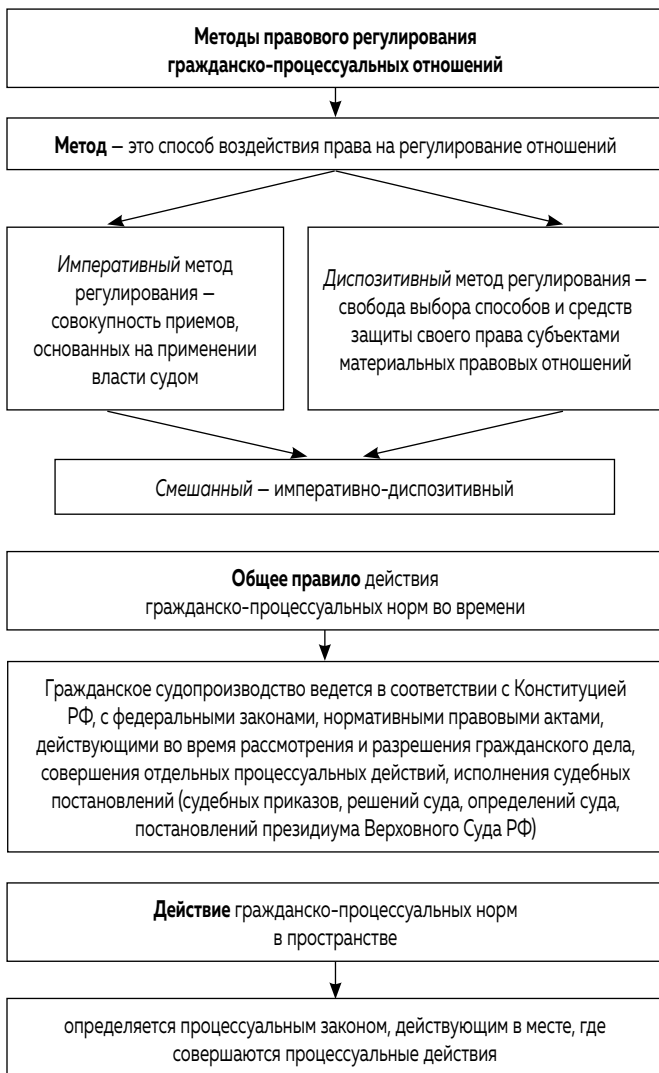 Методы правового регулирования
гражданско-процессуальных отношений
Метод – это способ воздействия права на регулирование отношений
Императивный метод
регулирования –
совокупность приемов,
основанных на применении
власти судом
Диспозитивный метод регулирования –
свобода выбора способов и средств
защиты своего права субъектами
материальных правовых отношений
Смешанный – императивно-диспозитивный
Общее правило действия
гражданско-процессуальных норм во времени
Гражданское судопроизводство ведется в соответствии с Конституцией
РФ, с федеральными законами, нормативными правовыми актами,
действующими во время рассмотрения и разрешения гражданского дела,
совершения отдельных процессуальных действий, исполнения судебных
постановлений (судебных приказов, решений суда, определений суда,
постановлений президиума Верховного Суда РФ)
Действие гражданско-процессуальных норм
в пространстве
определяется процессуальным законом, действующим в месте, где
совершаются процессуальные действия